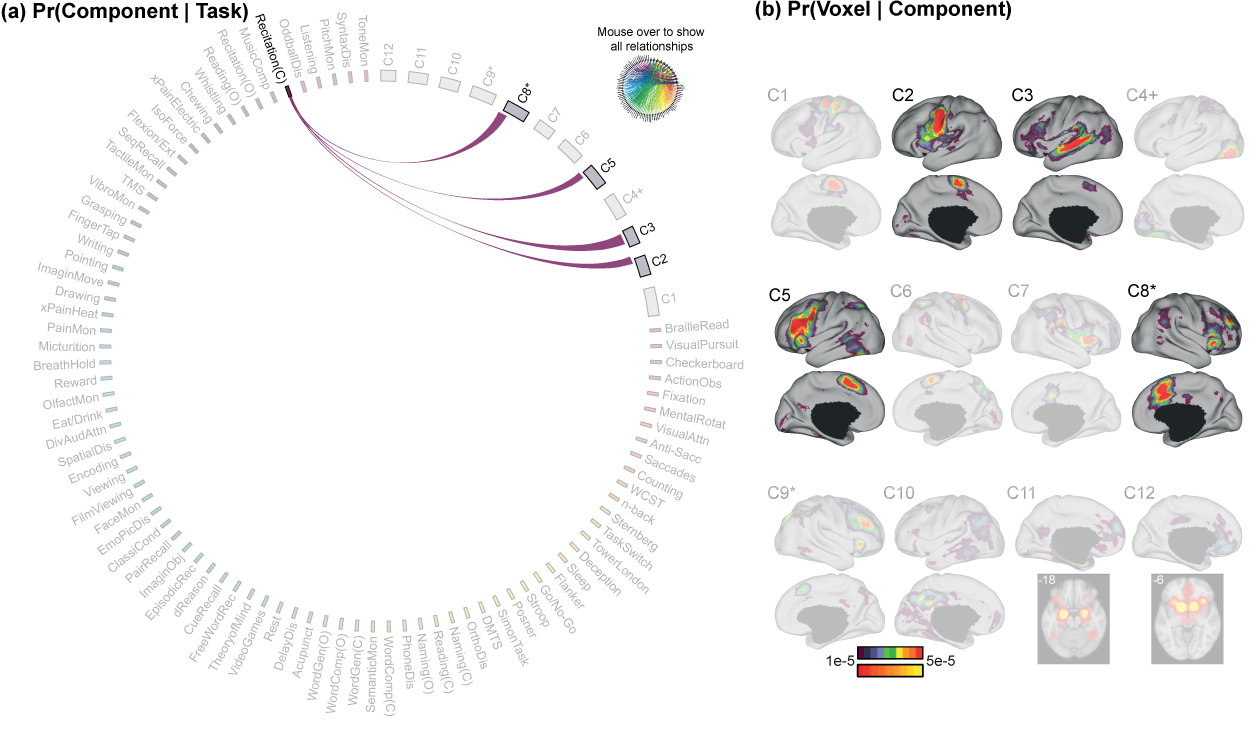 (a) Pr(Component | Task)
(b) Pr(Voxel | Component)
Mouse over to show
all relationships
Recitation(C)
OddballDis
Listening
PitchMon
SyntaxDis
ToneMon
C12
C11
C10
C9*
C8*
C7
C6
C5
C4+
C3
C2
C1
BrailleRead
VisualPursuit
Checkerboard
ActionObs
Fixation
MentalRotat
VisualAttn
Anti-Sacc
Saccades
Counting
WCST
n-back
Sternberg
TaskSwitch
TowerLondon
Deception
Sleep
Flanker
Go/No-Go
Stroop
Posner
SimonTask
DMTS
OrthoDis
Naming(C)
Reading(C)
Naming(O)
PhoneDis
WordComp(C)
SemanticMon
WordGen(C)
WordComp(O)
WordGen(O)
Acupunct
DelayDis
Rest
VideoGames
TheoryofMind
FreeWordRec
CueRecall
dReason
EpisodicRec
ImaginObj
PairRecall
ClassiCond
EmoPicDis
FaceMon
FilmViewing
Viewing
Encoding
SpatialDis
DivAudAttn
Eat/Drink
OlfactMon
Reward
BreathHold
Micturition
PainMon
xPainHeat
Drawing
ImaginMove
Pointing
Writing
FingerTap
Grasping
VibroMon
TMS
TactileMon
SeqRecall
FlexionExt
IsoForce
xPainElectric
Chewing
Whistling
Reading(O)
Recitation(O)
MusicComp
C1
C2
C3
C4+
C5
C6
C7
C8*
C9*
C10
C11
C12
-18
-6
1e-5
5e-5